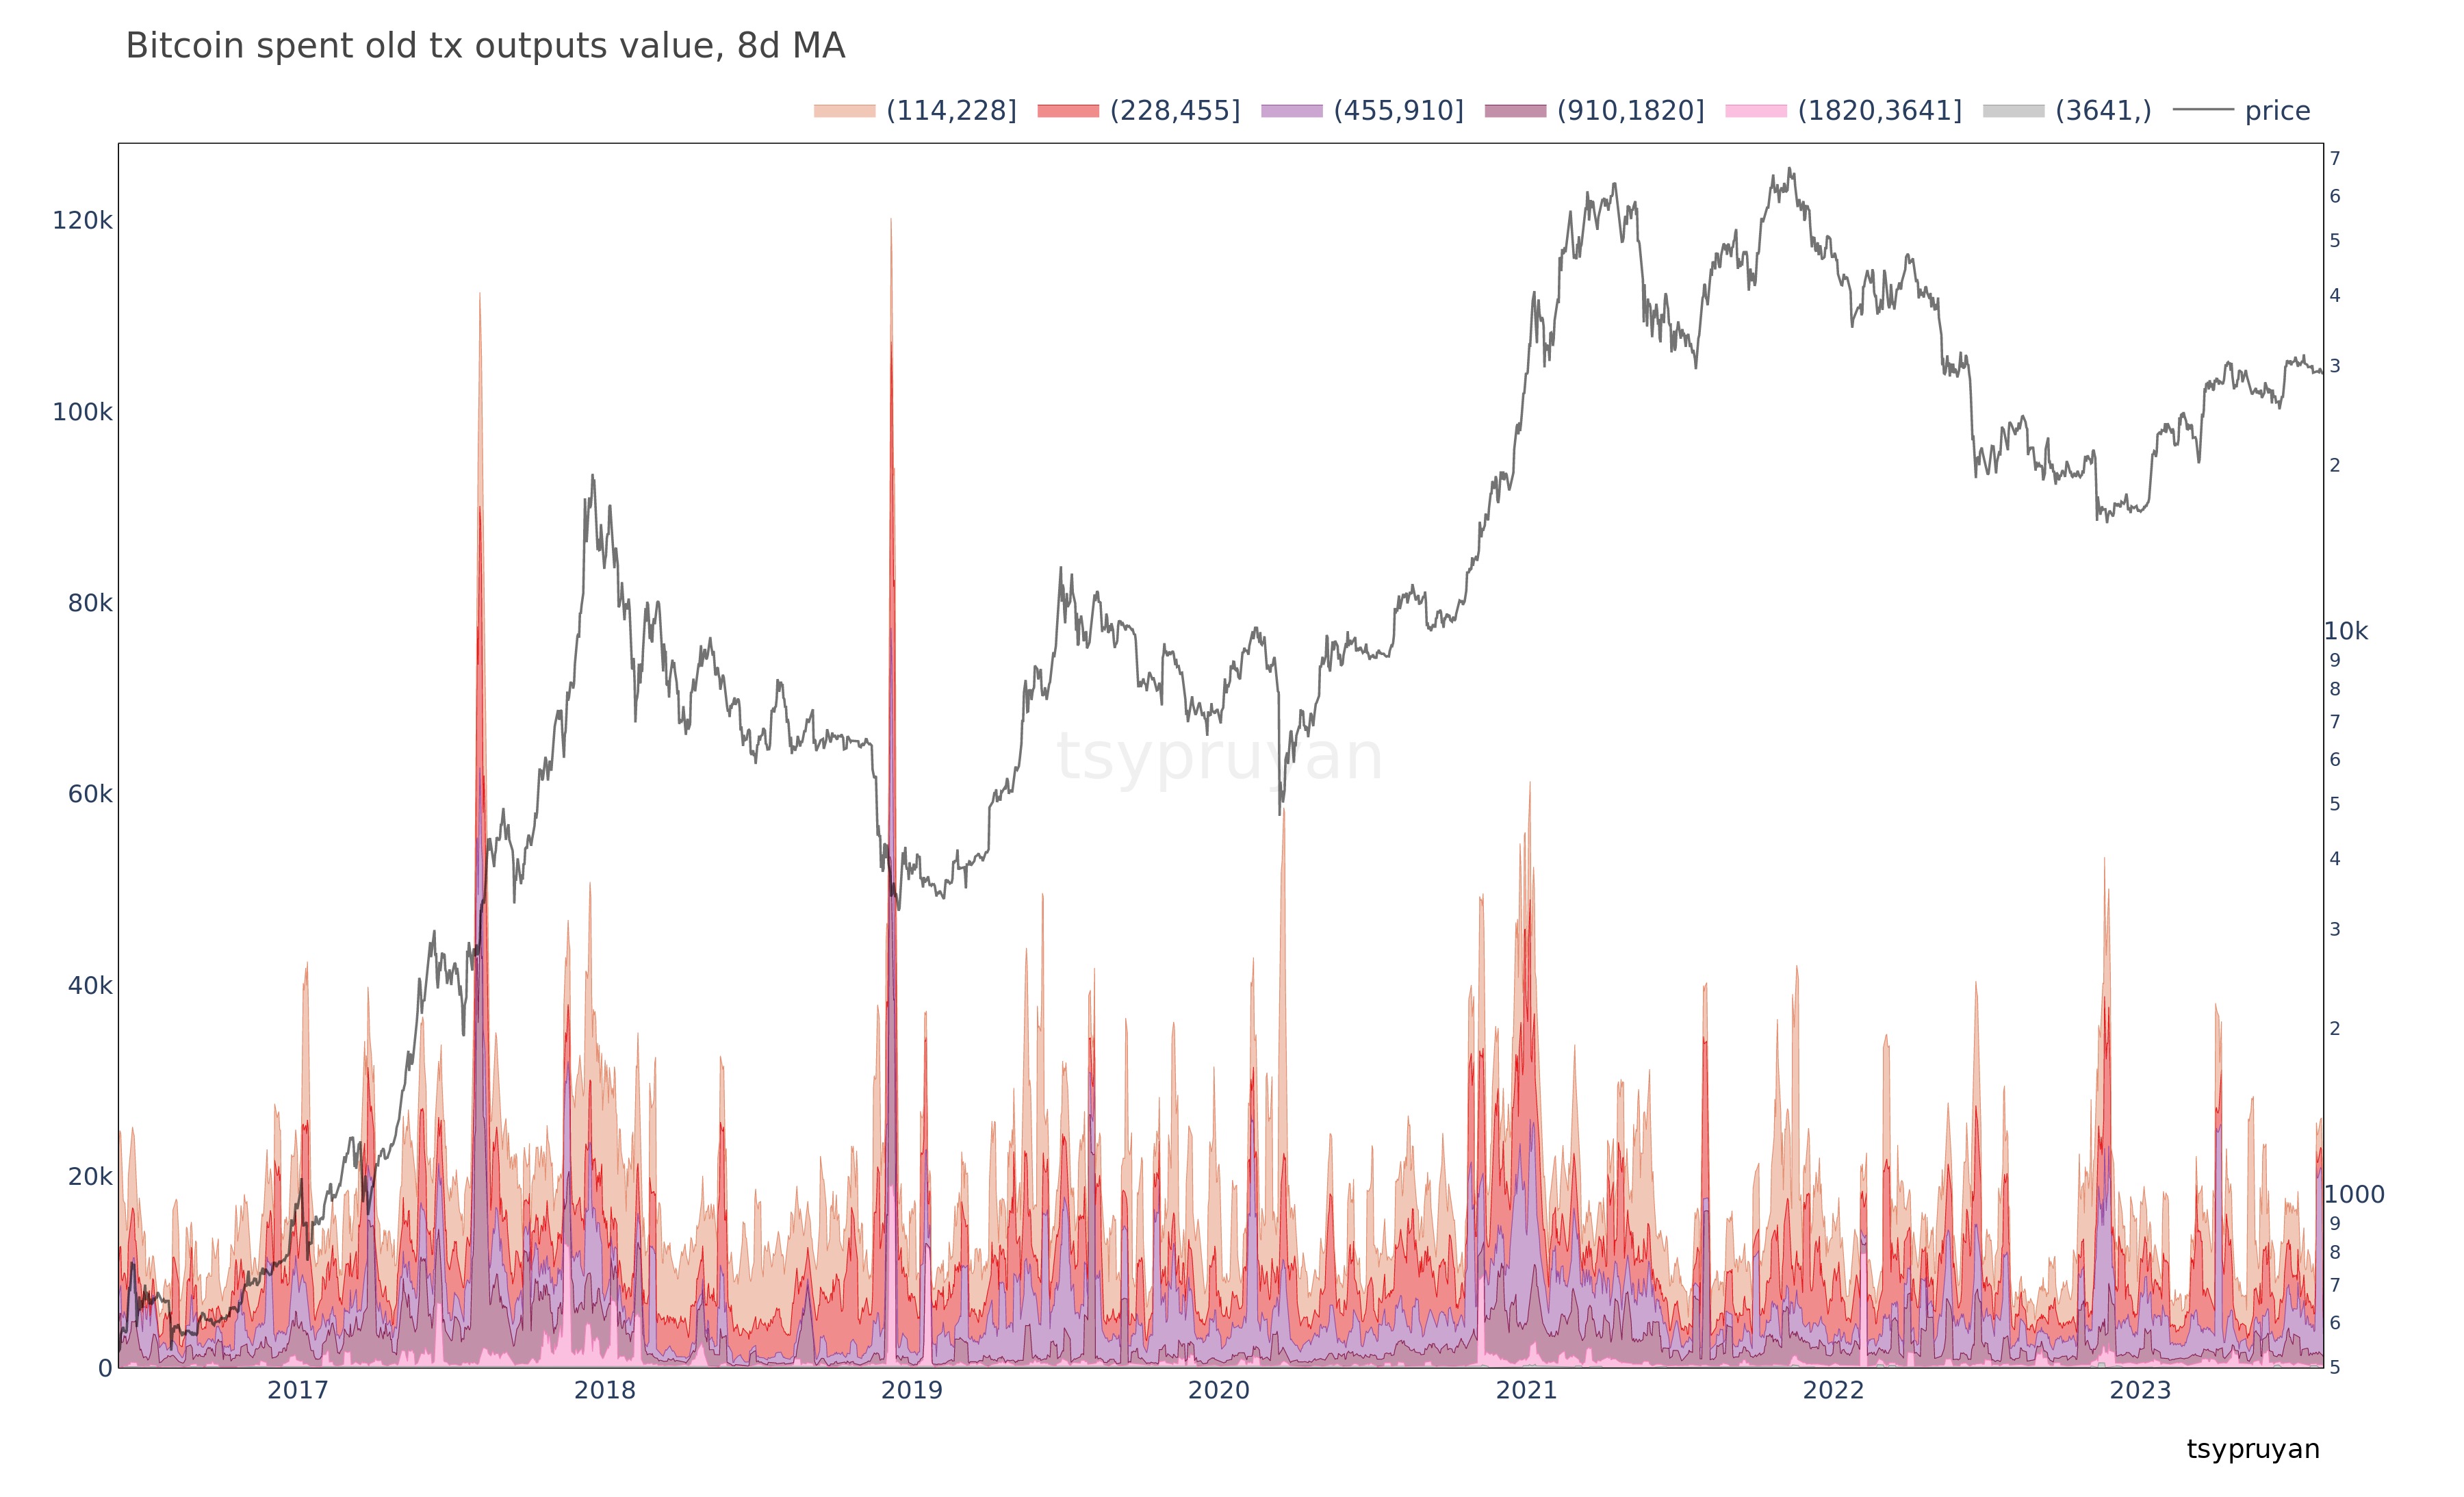 Bitcoin spent old tx outputs value, 8d MA
(114,228] (228,455] (455,910] (910,1820] (1820,3641] (3641,) price
120k
100k
80k
60k
40k
20k
0
7
6
5
4
3
2
10k
9
8
7
6
5
4
3
2
1000
9
8
7
6
5
tsypruyan
2017 2018 2019 2020 2021 2022 2023
tsypruyan